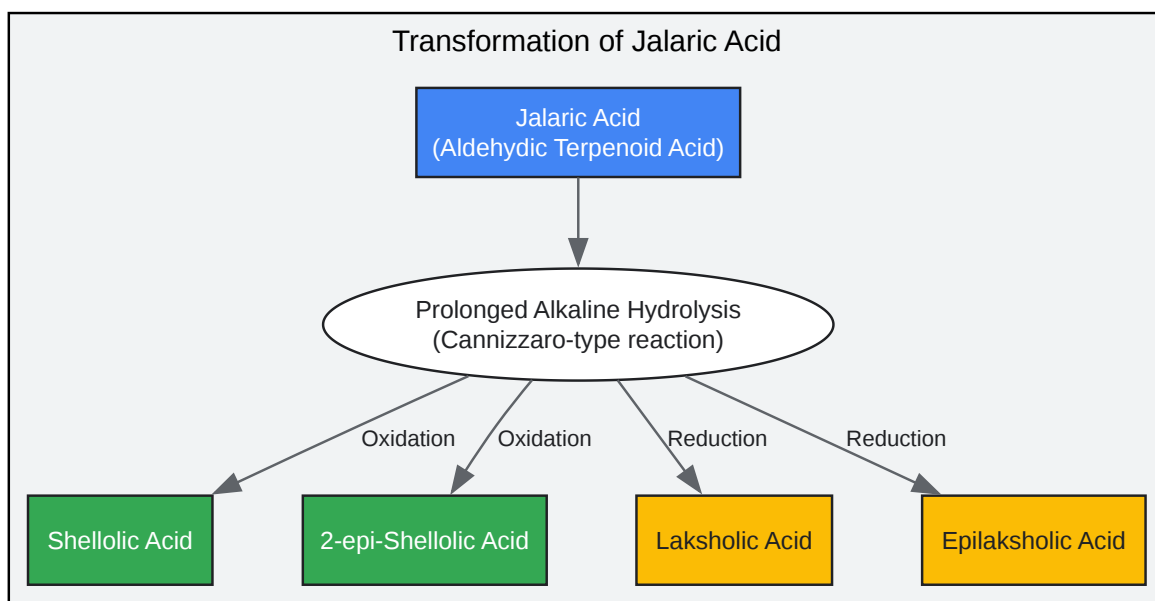 Transformation of Jalaric Acid
Jalaric Acid
(Aldehydic Terpenoid Acid)
Prolonged Alkaline Hydrolysis
(Cannizzaro-type reaction)
Oxidation
Oxidation
Reduction
Reduction
Shellolic Acid
2-epi-Shellolic Acid
Laksholic Acid
Epilaksholic Acid